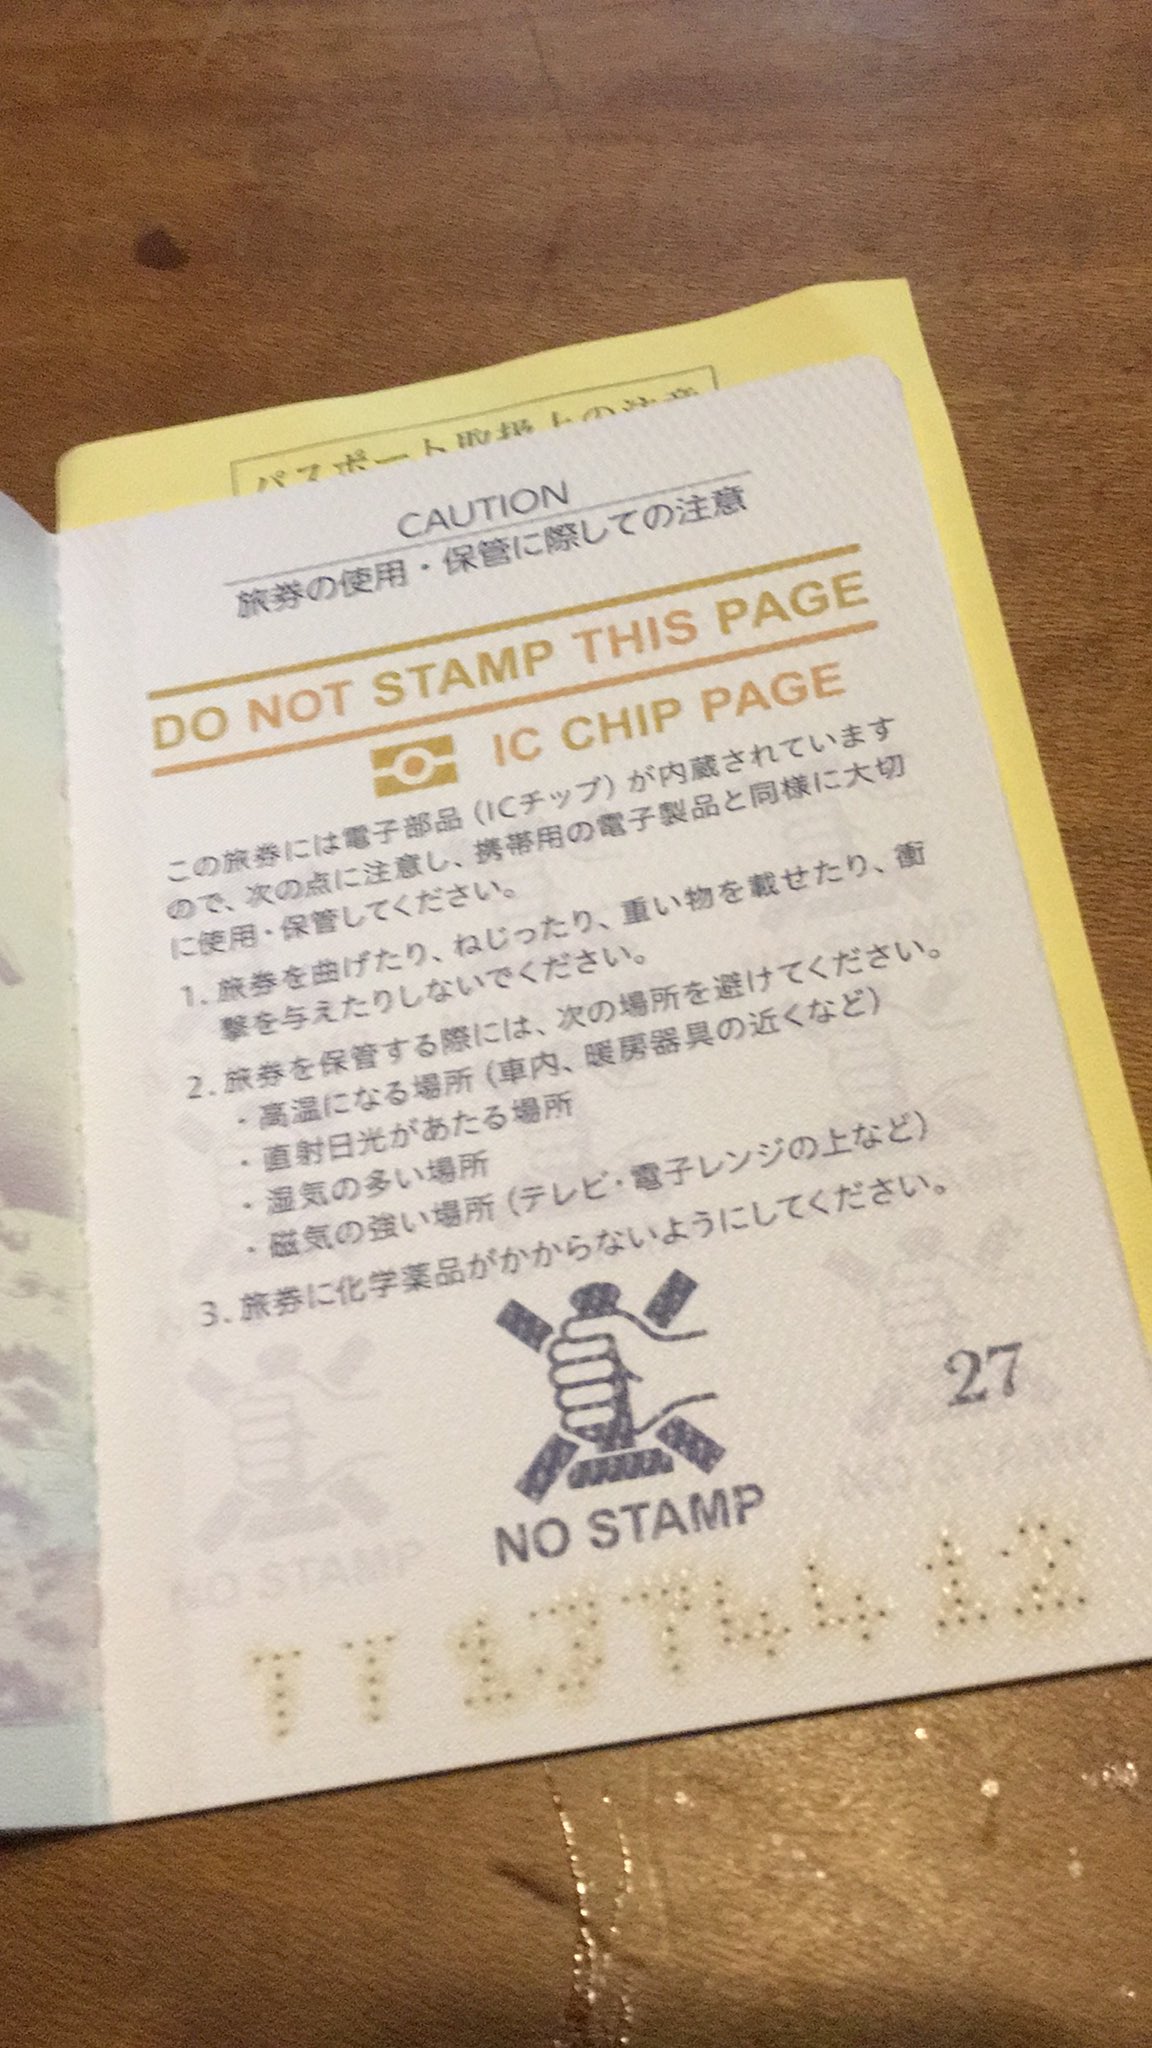 パスポート取扱上の注意
CAUTION
旅券の使用・保管に際しての注意
DO NOT STAMP THIS PAGE
IC CHIP PAGE
この旅券には電子部品（ICチップ）が内蔵されています
ので、次の点に注意し、携帯用の電子製品と同様に大切
に使用・保管してください。
1. 旅券を曲げたり、ねじったり、重い物を載せたり、衝
撃を与えたりしないでください。
2. 旅券を保管する際には、次の場所を避けてください。
・高温になる場所（車内、暖房器具の近くなど）
・直射日光があたる場所
・湿気の多い場所
・磁気の強い場所（テレビ・電子レンジの上など）
3. 旅券に化学薬品がかからないようにしてください。
27
NO STAMP
NO STAMP